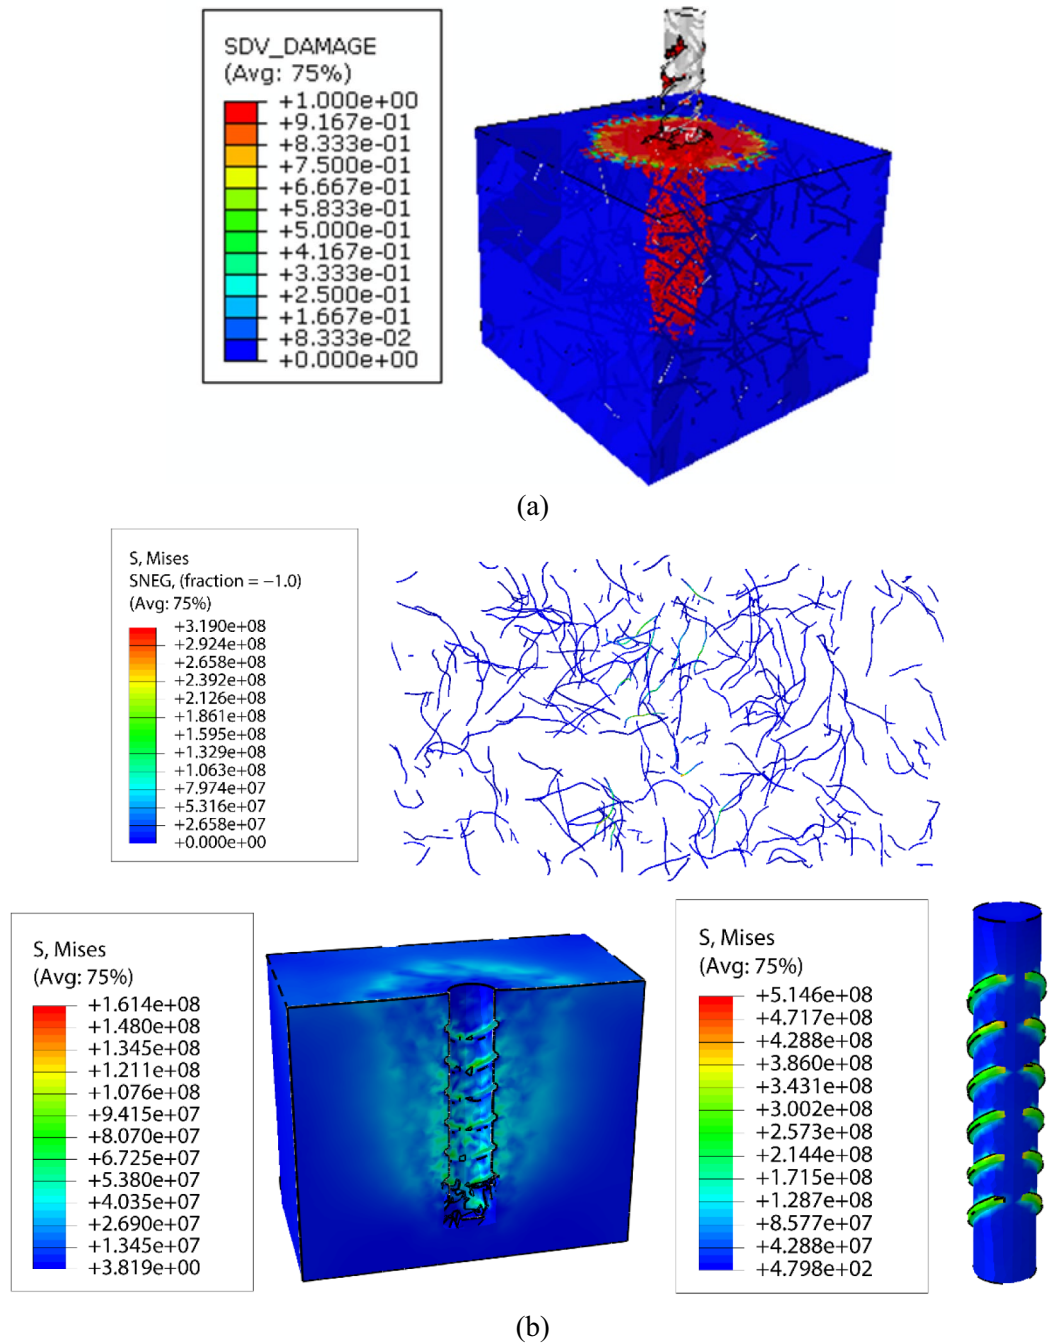 SDV_DAMAGE
(Avg: 75%)
+1.000e+00
+9.167e-01
+8.333e-01
+7.500e-01
+6.667e-01
+5.833e-01
+5.000e-01
+4.167e-01
+3.333e-01
+2.500e-01
+1.667e-01
+8.333e-02
+0.000e+00
(a)
S, Mises
SNEG, (fraction = −1.0)
(Avg: 75%)
+3.190e+08
+2.924e+08
+2.658e+08
+2.392e+08
+2.126e+08
+1.861e+08
+1.595e+08
+1.329e+08
+1.063e+08
+7.974e+07
+5.316e+07
+2.658e+07
+0.000e+00
S, Mises
(Avg: 75%)
+1.614e+08
+1.480e+08
+1.345e+08
+1.211e+08
+1.076e+08
+9.415e+07
+8.070e+07
+6.725e+07
+5.380e+07
+4.035e+07
+2.690e+07
+1.345e+07
+3.819e+00
S, Mises
(Avg: 75%)
+5.146e+08
+4.717e+08
+4.288e+08
+3.860e+08
+3.431e+08
+3.002e+08
+2.573e+08
+2.144e+08
+1.715e+08
+1.287e+08
+8.577e+07
+4.288e+07
+4.798e+02
(b)